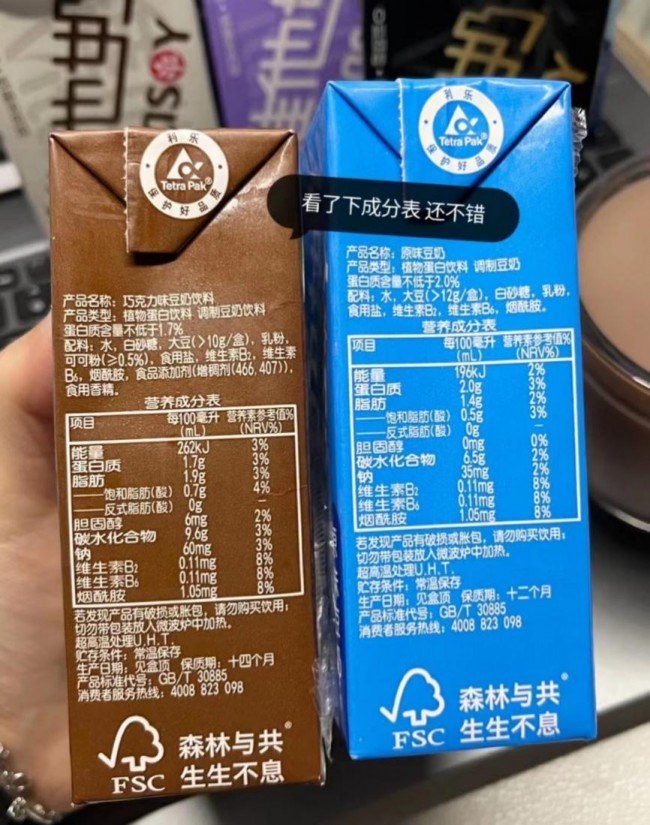 SOY
利乐
Tetra Pak®
保护好品质
产品名称：巧克力味豆奶饮料
产品类型：植物蛋白饮料 调制豆奶饮料
蛋白质含量不低于1.7%
配料：水，白砂糖，大豆(＞10g/盒)，乳粉，
可可粉(≥0.5%)，食用盐，维生素B₂，维生素
B₆，烟酰胺，食品添加剂(增稠剂(466,407))，
食用香精。
营养成分表
项目 每100毫升(mL) 营养素参考值%(NRV%)
能量 262kJ 3%
蛋白质 1.7g 3%
脂肪 1.9g 3%
——饱和脂肪(酸) 0.7g 4%
——反式脂肪(酸) 0g
胆固醇 6mg 2%
碳水化合物 9.6g 3%
钠 60mg 3%
维生素B₂ 0.11mg 8%
维生素B₆ 0.11mg 8%
烟酰胺 1.05mg 8%
若发现产品有破损或胀包，请勿购买饮用；
切勿带包装放入微波炉中加热。
超高温处理U.H.T.
贮存条件：常温保存
生产日期：见盒顶 保质期：十四个月
产品标准代号：GB/T 30885
消费者服务热线：4008 823 098
FSC
森林与共®
生生不息
利乐
Tetra Pak®
保护好品质
看了下成分表 还不错
产品名称：原味豆奶
产品类型：植物蛋白饮料 调制豆奶
蛋白质含量不低于2.0%
配料：水，大豆(＞12g/盒)，白砂糖，乳粉，
食用盐，维生素B₂，维生素B₆，烟酰胺。
营养成分表
项目 每100毫升(mL) 营养素参考值%(NRV%)
能量 196kJ 2%
蛋白质 2.0g 3%
脂肪 1.4g 2%
——饱和脂肪(酸) 0.5g 3%
——反式脂肪(酸) 0g —
胆固醇 0mg 0%
碳水化合物 6.5g 2%
钠 35mg 2%
维生素B₂ 0.11mg 8%
维生素B₆ 0.11mg 8%
烟酰胺 1.05mg 8%
若发现产品有破损或胀包，请勿购买饮用；
切勿带包装放入微波炉中加热。
超高温处理U.H.T.
贮存条件：常温保存
生产日期：见盒顶 保质期：十二个月
产品标准代号：GB/T 30885
消费者服务热线：4008 823 098
FSC
森林与共®
生生不息